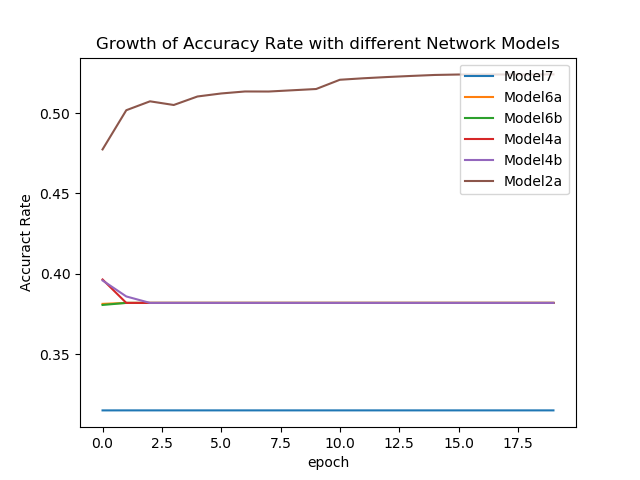 Growth of Accuracy Rate with different Network Models
Model7
Model6a
Model6b
Model4a
Model4b
Model2a
0.50
0.45
0.40
0.35
Accuract Rate
0.0 2.5 5.0 7.5 10.0 12.5 15.0 17.5
epoch